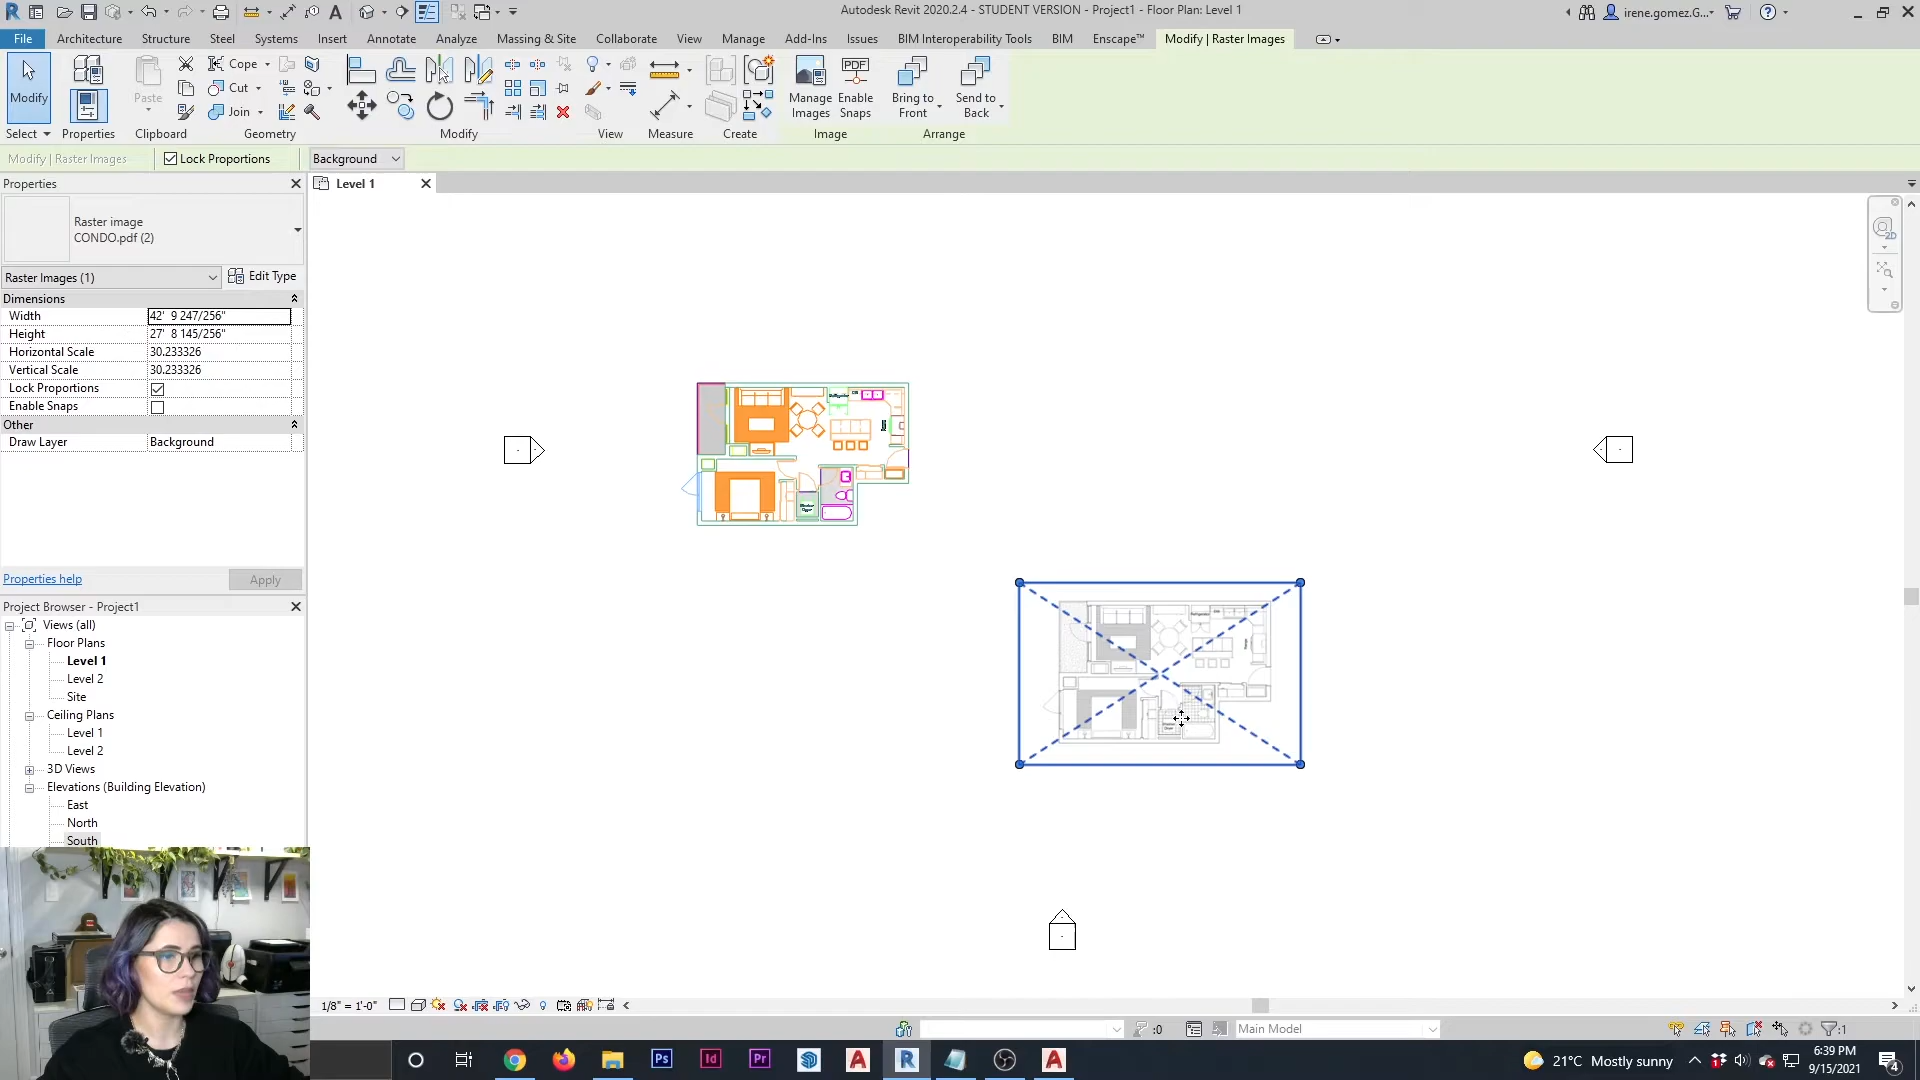 Autodesk Revit 2020.2.4 - STUDENT VERSION - Project1 - Floor Plan: Level 1
irene.gomez.G...
File Architecture Structure Steel Systems Insert Annotate Analyze Massing & Site Collaborate View Manage Add-Ins Issues BIM Interoperability Tools BIM Enscape™ Modify | Raster Images
Modify
Paste
Cope
Cut
Join
PDF
Manage Images
Enable Snaps
Bring to Front
Send to Back
Select
Properties
Clipboard
Geometry
Modify
View
Measure
Create
Image
Arrange
Modify | Raster Images
Lock Proportions
Background
Properties
Level 1
Raster image
CONDO.pdf (2)
Raster Images (1)
Edit Type
Dimensions
Width 42' 9 247/256"
Height 27' 8 145/256"
Horizontal Scale 30.233326
Vertical Scale 30.233326
Lock Proportions
Enable Snaps
Other
Draw Layer Background
Properties help
Apply
Project Browser - Project1
Views (all)
Floor Plans
Level 1
Level 2
Site
Ceiling Plans
Level 1
Level 2
3D Views
Elevations (Building Elevation)
East
North
South
2D
1/8" = 1'-0"
:0
Main Model
:1
Ps
Id
Pr
21°C Mostly sunny
6:39 PM
9/15/2021
4